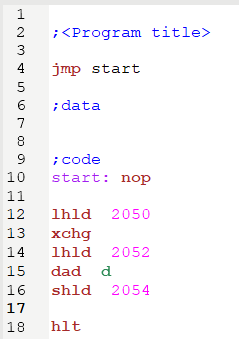 1
2 ;<Program title>
3
4 jmp start
5
6 ;data
7
8
9 ;code
10 start: nop
11
12 lhld 2050
13 xchg
14 lhld 2052
15 dad d
16 shld 2054
17
18 hlt